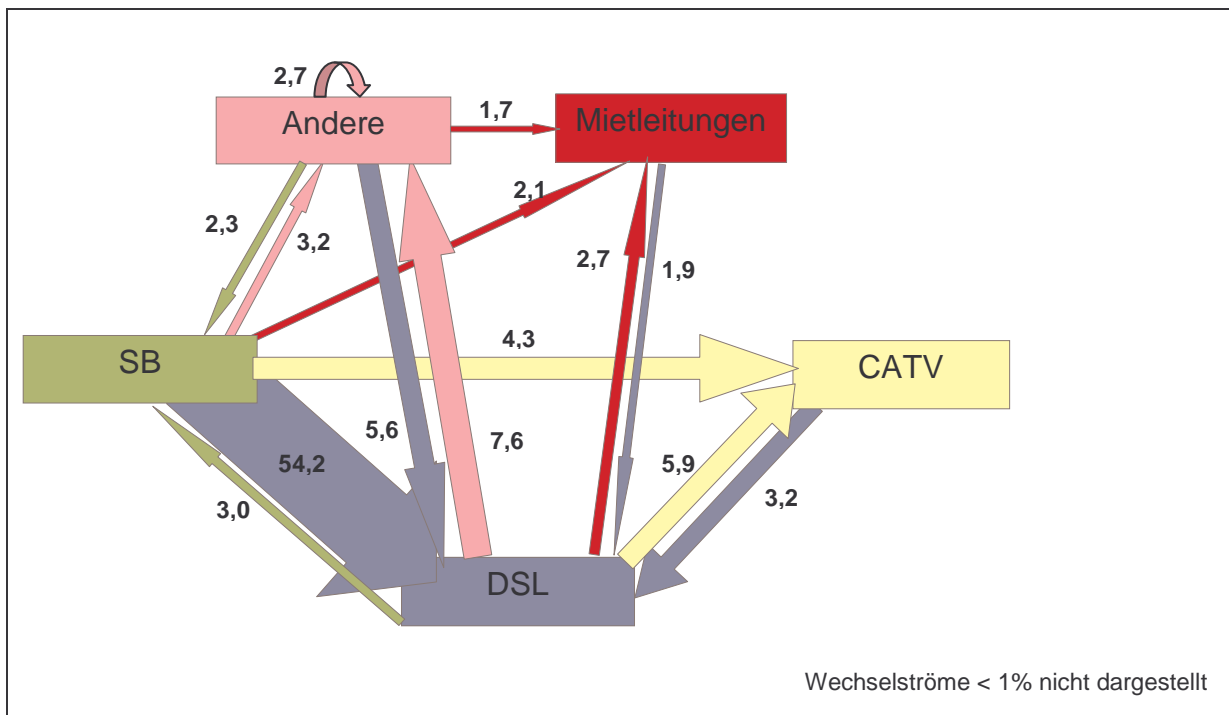 2,7
Andere
1,7
Mietleitungen
2,1
2,3
3,2
2,7
1,9
SB
4,3
CATV
5,6
7,6
54,2
5,9
3,0
3,2
DSL
Wechselströme < 1% nicht dargestellt